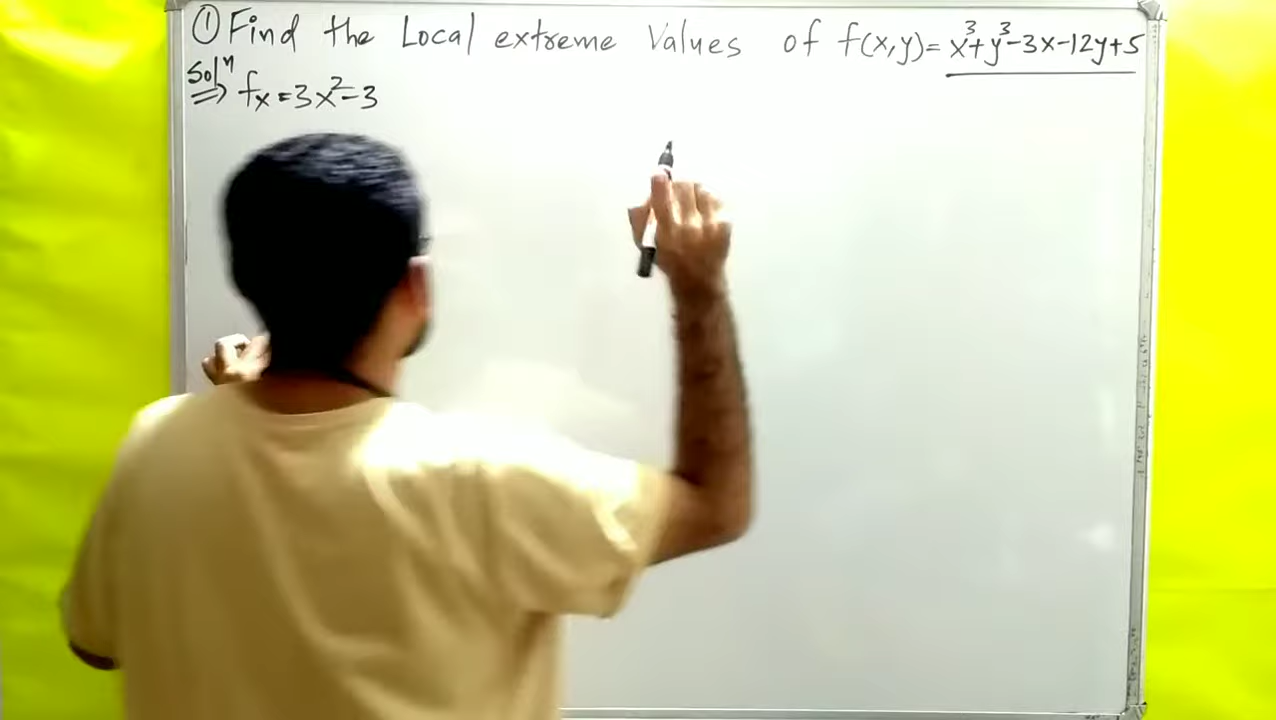 ① Find the Local extreme Values of f(x,y)= x³+y³-3x-12y+5
Solⁿ ⇒ fx = 3x²-3